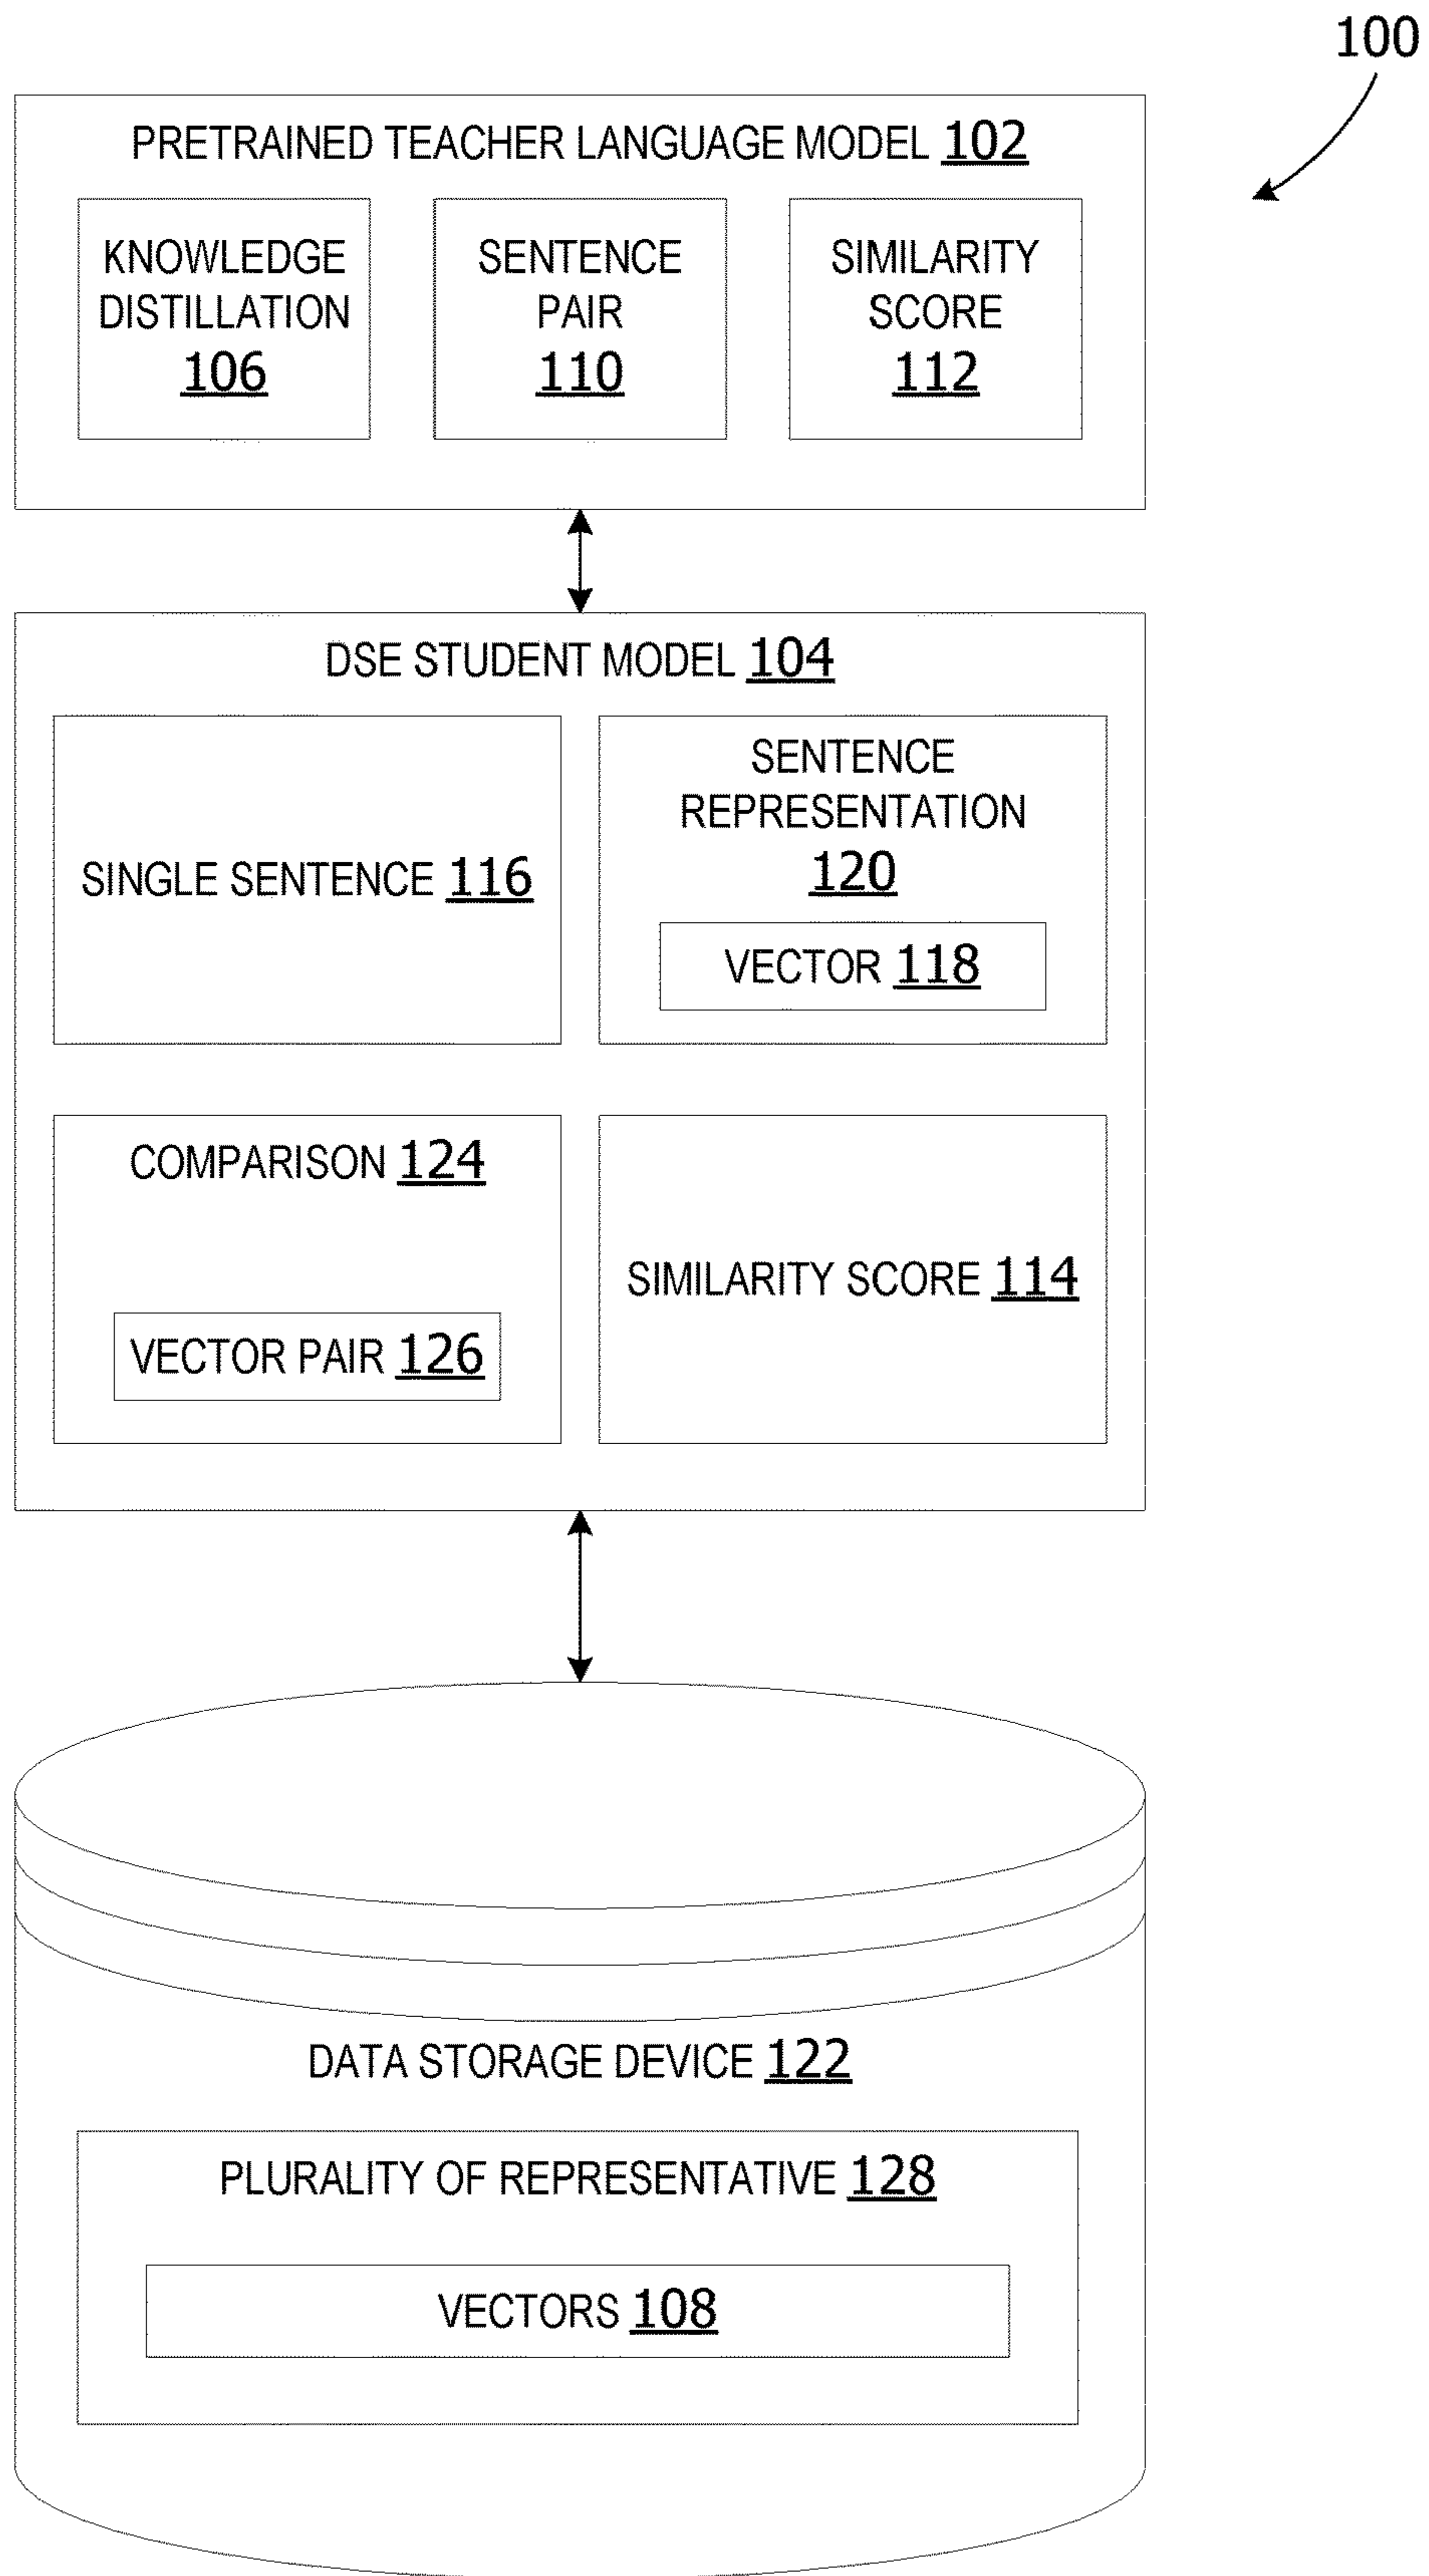 100
PRETRAINED TEACHER LANGUAGE MODEL 102
KNOWLEDGE
DISTILLATION
106
SENTENCE
PAIR
110
SIMILARITY
SCORE
112
DSE STUDENT MODEL 104
SINGLE SENTENCE 116
SENTENCE
REPRESENTATION
120
VECTOR 118
COMPARISON 124
VECTOR PAIR 126
SIMILARITY SCORE 114
DATA STORAGE DEVICE 122
PLURALITY OF REPRESENTATIVE 128
VECTORS 108